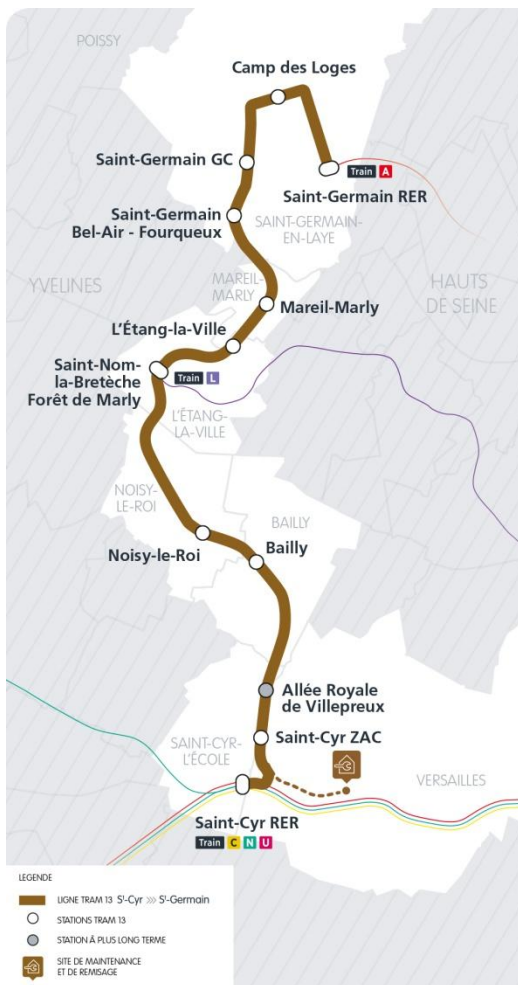 POISSY
Camp des Loges
Saint-Germain GC
Train A
Saint-Germain RER
Saint-Germain
Bel-Air - Fourqueux
SAINT-GERMAIN-
EN-LAYE
YVELINES
MAREIL-
MARLY
HAUTS
DE SEINE
Mareil-Marly
L'Étang-la-Ville
Saint-Nom-
la-Bretèche
Forêt de Marly
Train L
L'ÉTANG-
LA-VILLE
NOISY-
LE-ROI
BAILLY
Noisy-le-Roi
Bailly
Allée Royale
de Villepreux
Saint-Cyr ZAC
SAINT-CYR-
L'ÉCOLE
VERSAILLES
Saint-Cyr RER
Train C N U
LEGENDE
LIGNE TRAM 13 St-Cyr >>> St-Germain
STATIONS TRAM 13
STATION À PLUS LONG TERME
SITE DE MAINTENANCE
ET DE REMISAGE